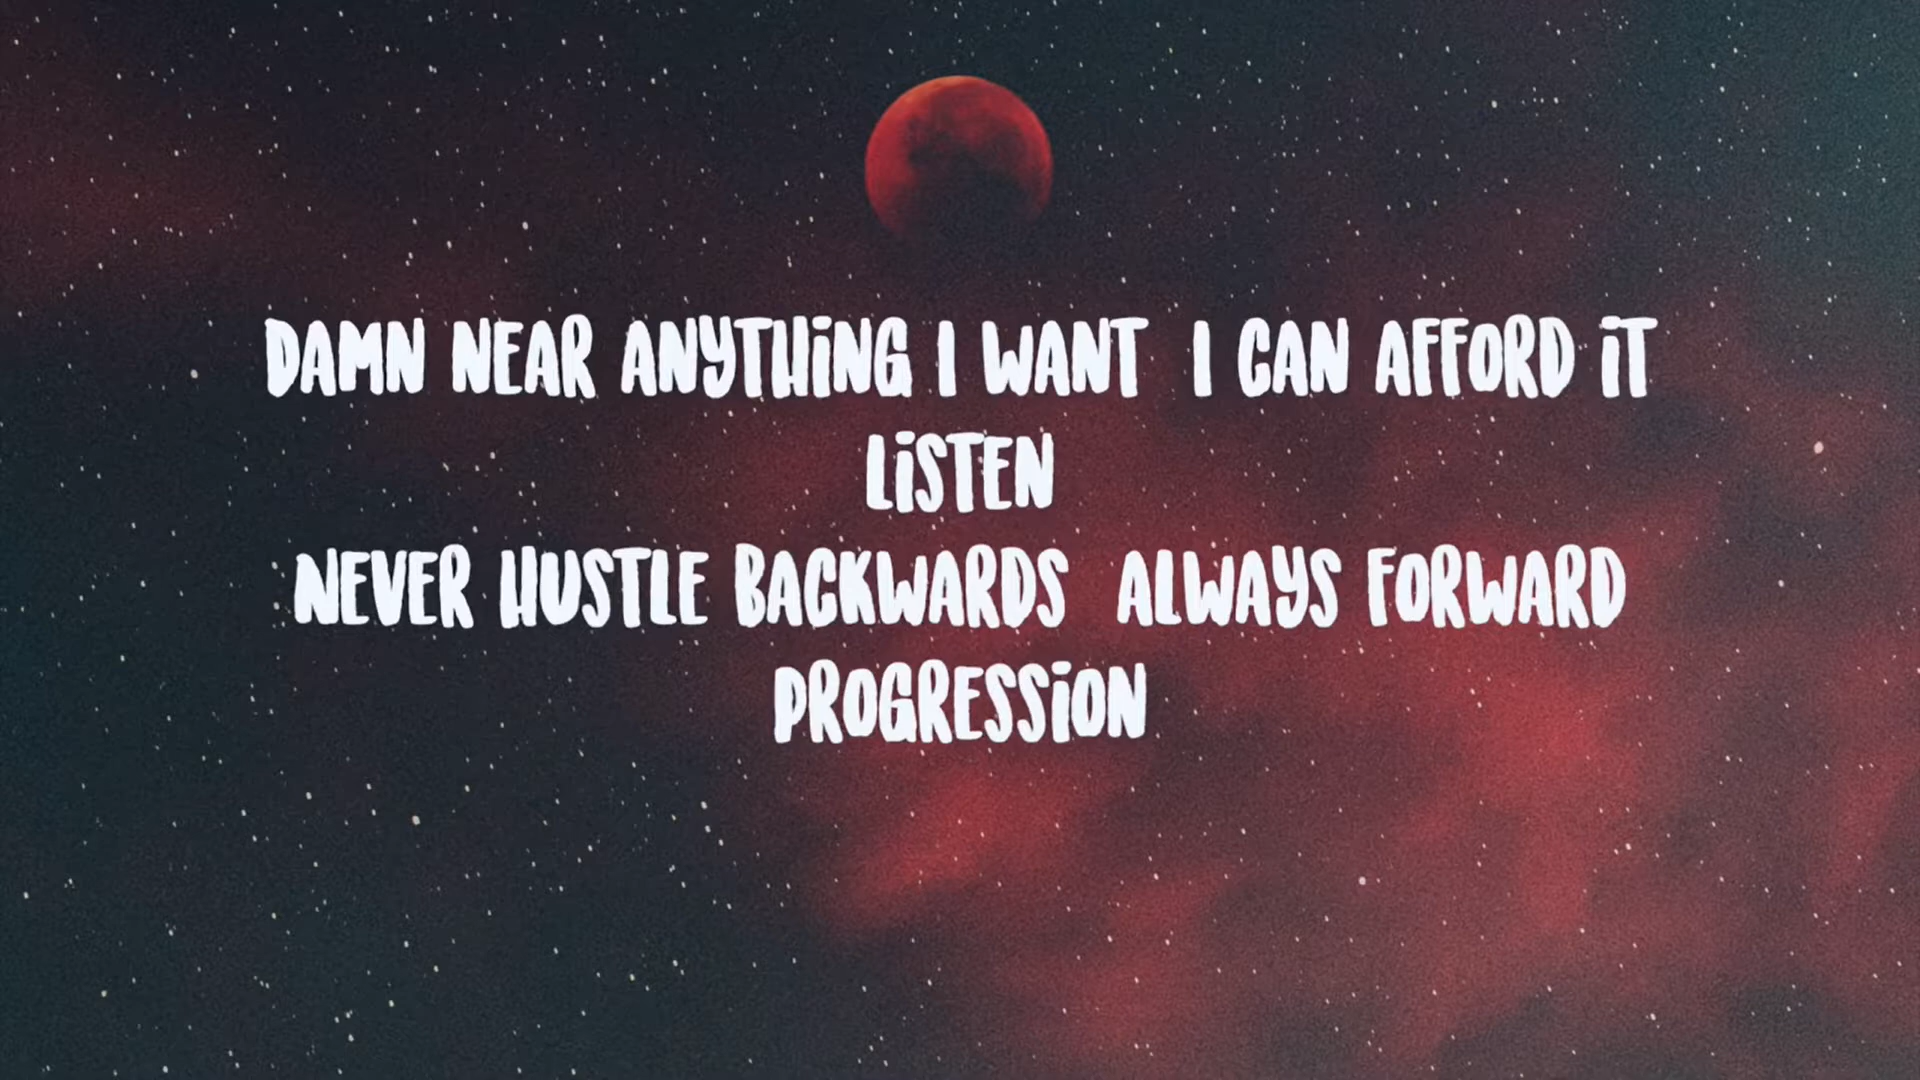 DAMN NEAR ANYTHING I WANT I CAN AFFORD IT
LISTEN
NEVER HUSTLE BACKWARDS ALWAYS FORWARD
PROGRESSION